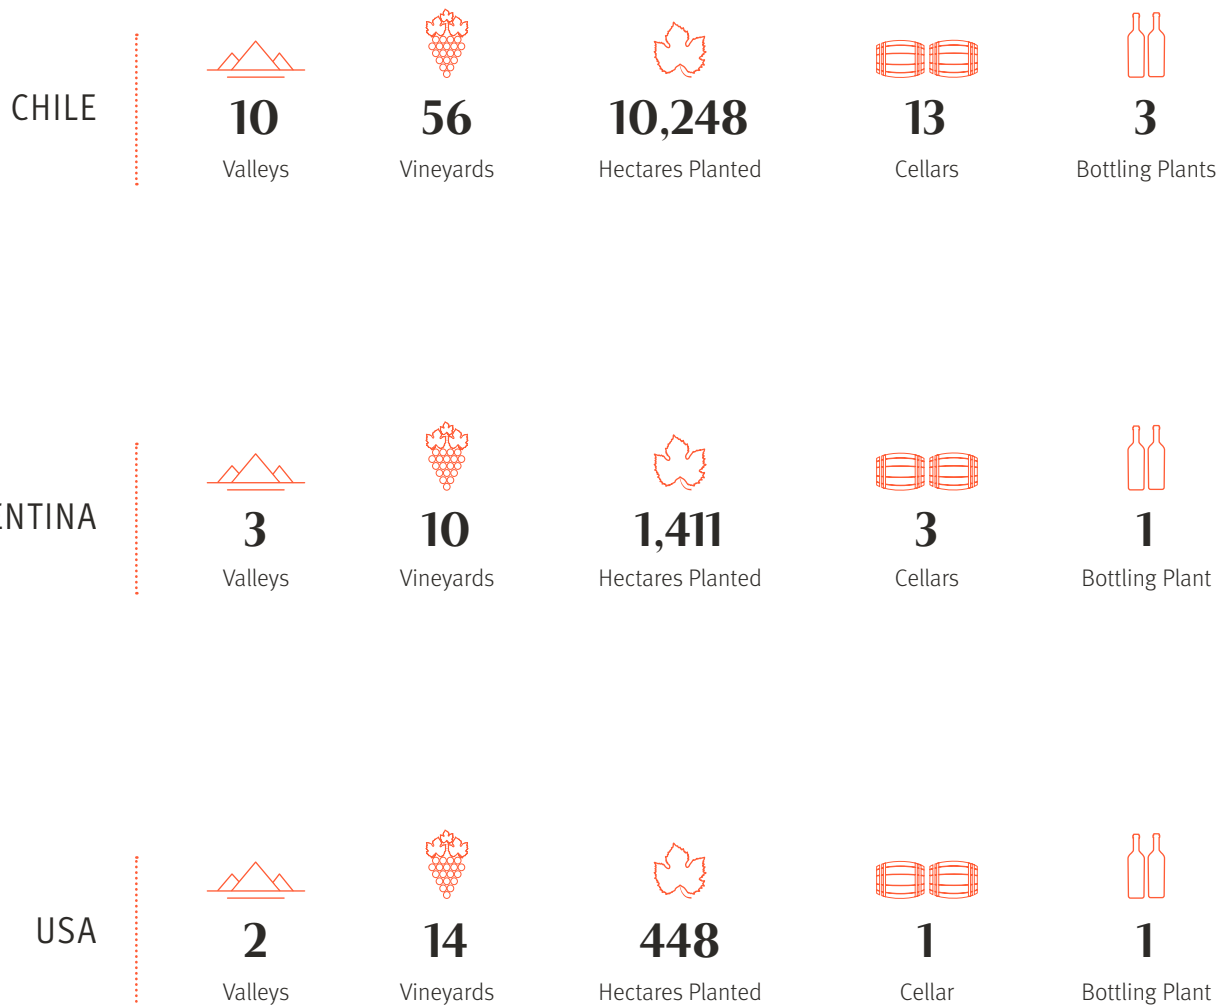 CHILE
10 56 10,248 13 3
Valleys Vineyards Hectares Planted Cellars Bottling Plants
ENTINA
3 10 1,411 3 1
Valleys Vineyards Hectares Planted Cellars Bottling Plant
USA
2 14 448 1 1
Valleys Vineyards Hectares Planted Cellar Bottling Plant